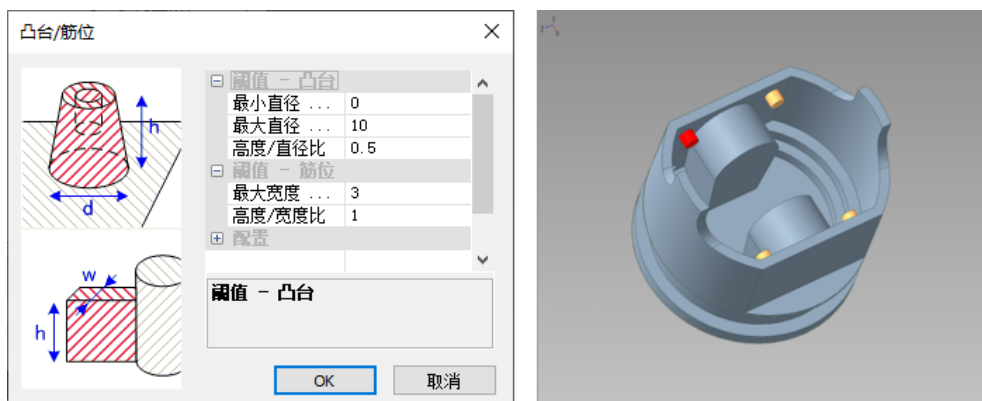 凸台/筋位
阈值 - 凸台
最小直径 ... 0
最大直径 ... 10
高度/直径比 0.5
阈值 - 筋位
最大宽度 3
高度/宽度比 1
配置
阈值 - 凸台
OK 取消
h
d
w
h